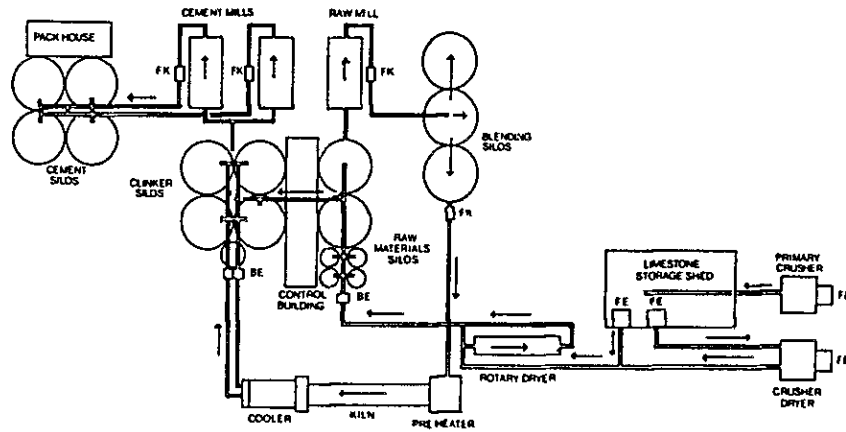 CEMENT MILLS
RAW MILL
PACK HOUSE
FK
FK
FK
BLENDING
SILOS
CEMENT
SILOS
CLINKER
SILOS
FK
RAW
MATERIALS
SILOS
BE
CONTROL
BUILDING
BE
LIMESTONE
STORAGE SHED
PRIMARY
CRUSHER
FE
FE
ROTARY DRYER
CRUSHER
DRYER
COOLER
KILN
PRE HEATER